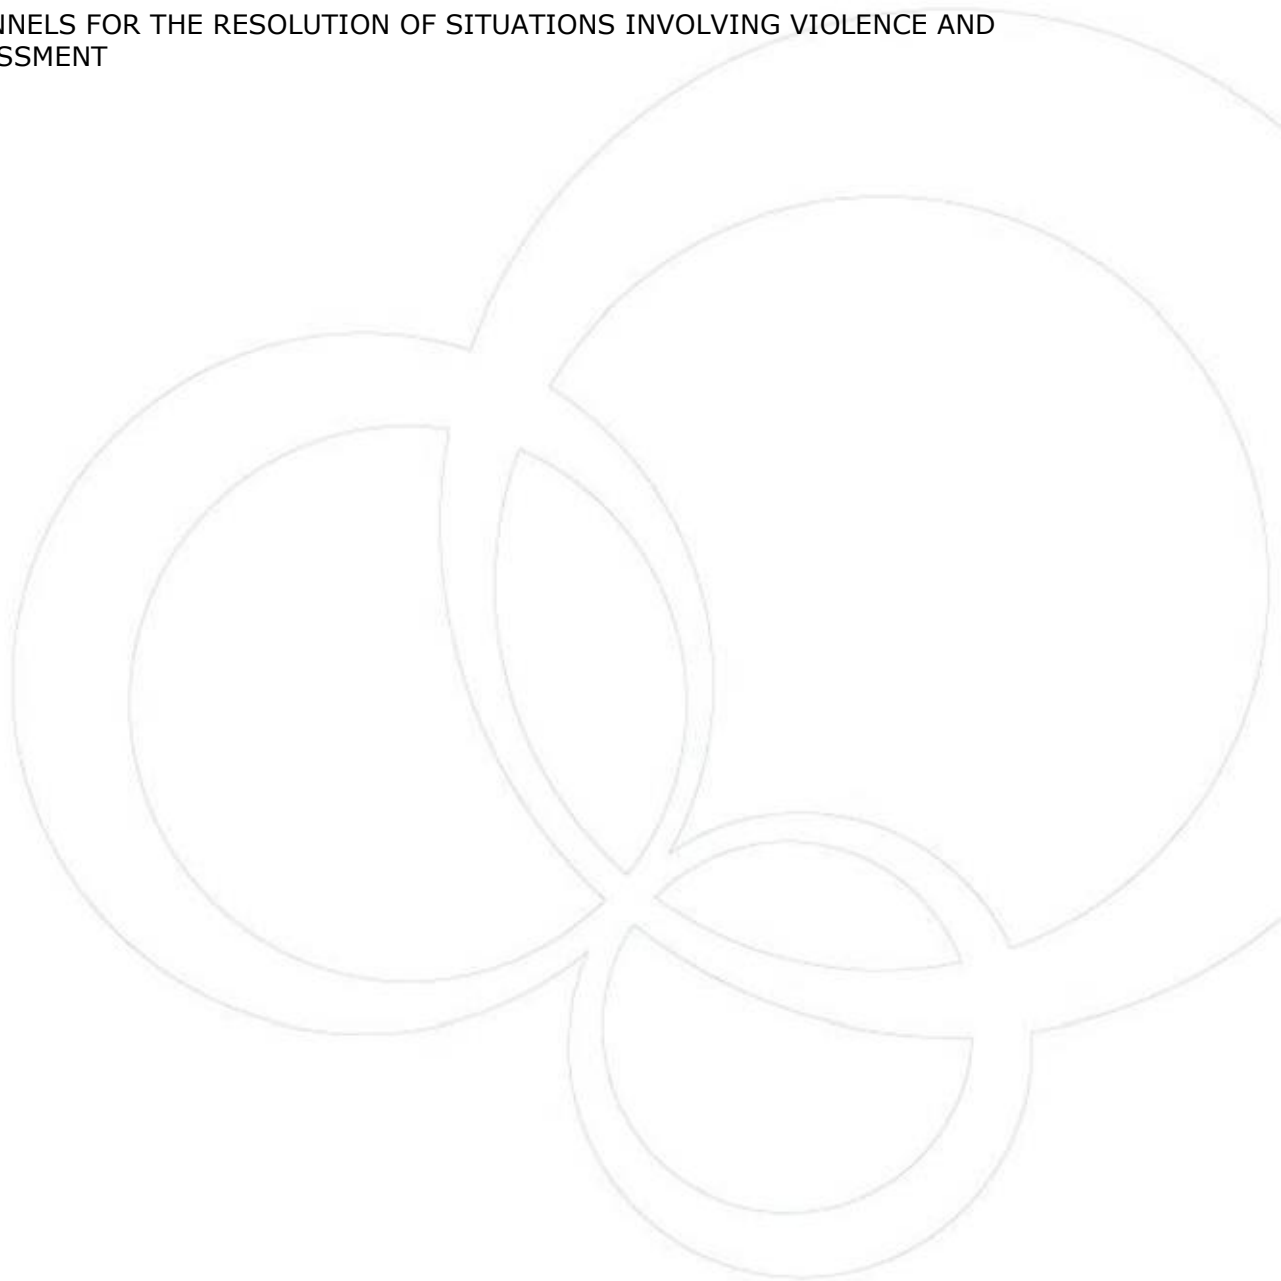 NNELS FOR THE RESOLUTION OF SITUATIONS INVOLVING VIOLENCE AND
SSMENT